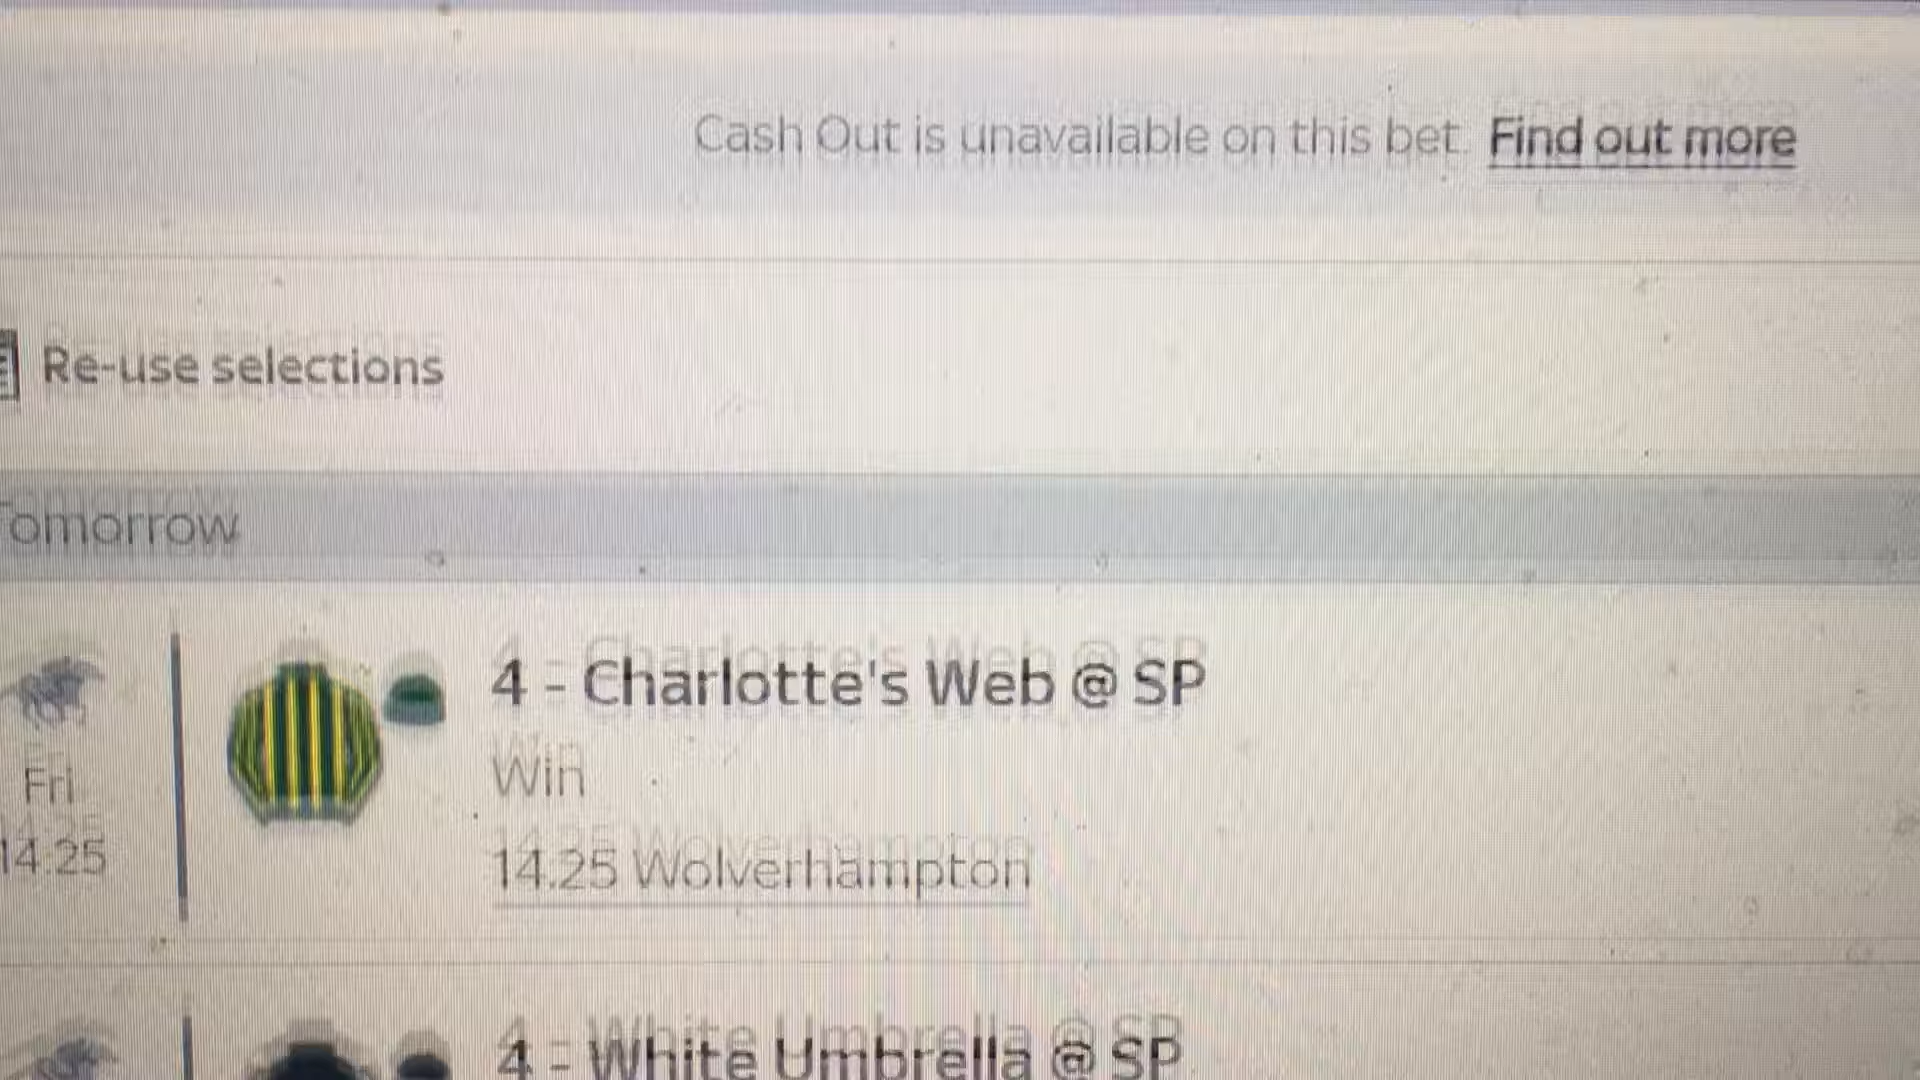 Cash Out is unavailable on this bet. Find out more
Re-use selections
Tomorrow
4 - Charlotte's Web @ SP
Win
Fri
14:25
14.25 Wolverhampton
4 - White Umbrella @ SP